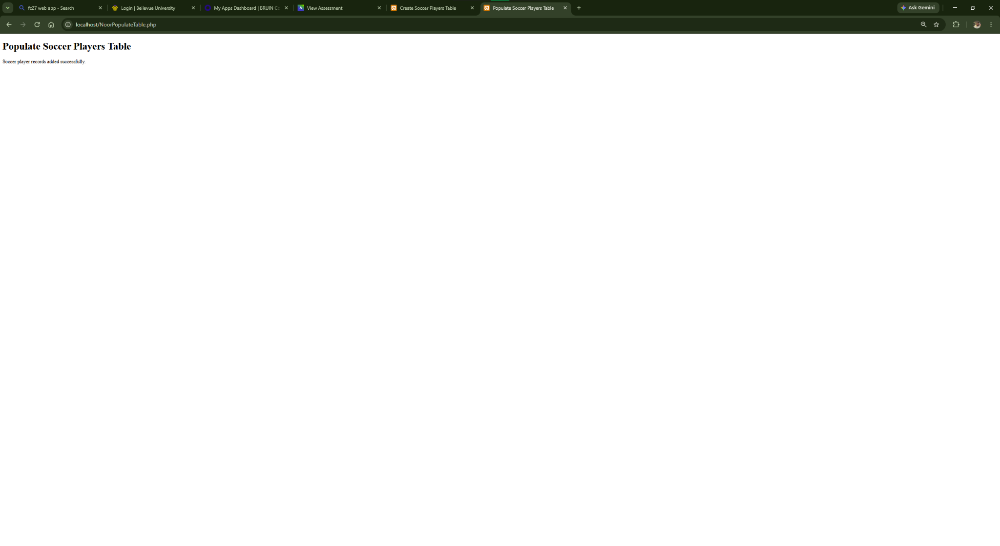 fc27 web app - Search
Login | Bellevue University
My Apps Dashboard | BRUIN Co
View Assessment
Create Soccer Players Table
Populate Soccer Players Table
Ask Gemini
localhost/NoorPopulateTable.php
Populate Soccer Players Table
Soccer player records added successfully.